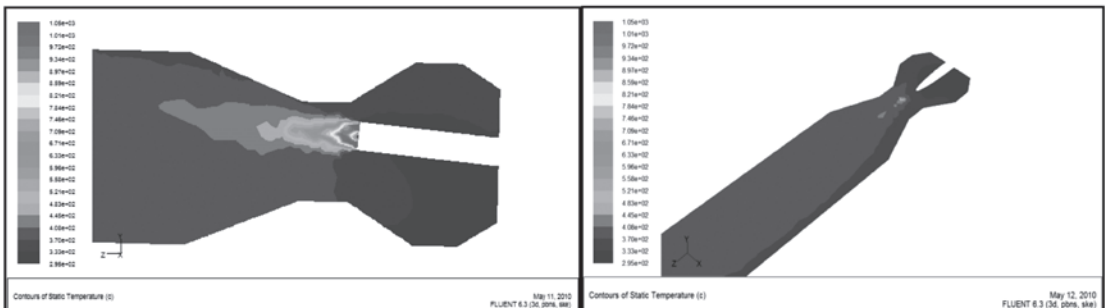 1.05e+03
1.01e+03
9.72e+02
9.34e+02
8.97e+02
8.59e+02
8.21e+02
7.84e+02
7.46e+02
7.09e+02
6.71e+02
6.33e+02
5.96e+02
5.58e+02
5.21e+02
4.83e+02
4.45e+02
4.08e+02
3.70e+02
3.33e+02
2.95e+02
Y
Z X
Contours of Static Temperature (c)
May 11, 2010
FLUENT 6.3 (3d, pbns, ske)
1.05e+03
1.01e+03
9.72e+02
9.34e+02
8.97e+02
8.59e+02
8.21e+02
7.84e+02
7.46e+02
7.09e+02
6.71e+02
6.33e+02
5.96e+02
5.58e+02
5.21e+02
4.83e+02
4.45e+02
4.08e+02
3.70e+02
3.33e+02
2.95e+02
Y
Z X
Contours of Static Temperature (c)
May 12, 2010
FLUENT 6.3 (3d, pbns, ske)